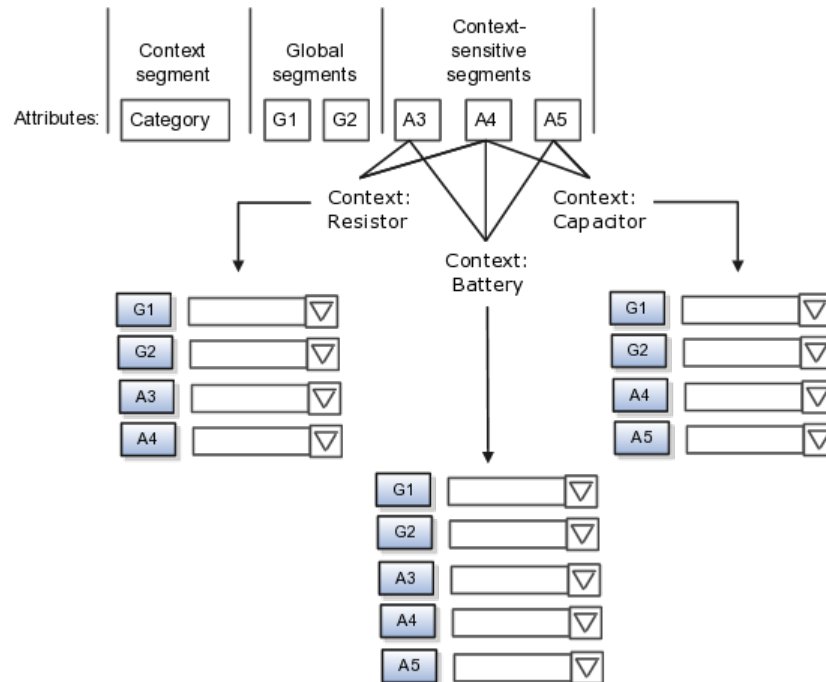 Context
segment
Global
segments
Context-
sensitive
segments
Attributes:
Category
G1
G2
A3
A4
A5
Context:
Resistor
Context:
Capacitor
Context:
Battery
G1
G2
A3
A4
G1
G2
A4
A5
G1
G2
A3
A4
A5